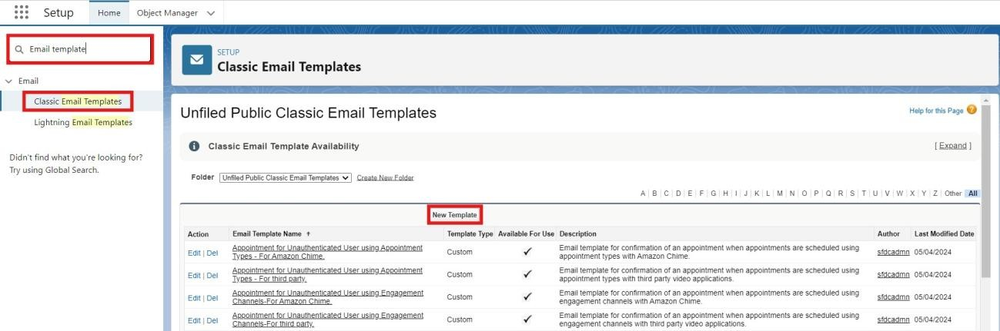 Setup
Home
Object Manager
Email template
Email
Classic Email Templates
Lightning Email Templates
Didn't find what you're looking for?
Try using Global Search.
SETUP
Classic Email Templates
Unfiled Public Classic Email Templates
Help for this Page ?
Classic Email Template Availability
[ Expand ]
Folder Unfiled Public Classic Email Templates Create New Folder
A | B | C | D | E | F | G | H | I | J | K | L | M | N | O | P | Q | R | S | T | U | V | W | X | Y | Z | Other All
New Template
Action Email Template Name ↑ Template Type Available For Use Description Author Last Modified Date
Edit | Del Appointment for Unauthenticated User using Appointment Types - For Amazon Chime. Custom ✓ Email template for confirmation of an appointment when appointments are scheduled using appointment types with Amazon Chime. sfdcadmn 05/04/2024
Edit | Del Appointment for Unauthenticated User using Appointment Types - For third party. Custom ✓ Email template for confirmation of an appointment when appointments are scheduled using appointment types with third party video applications. sfdcadmn 05/04/2024
Edit | Del Appointment for Unauthenticated User using Engagement Channels-For Amazon Chime. Custom ✓ Email template for confirmation of an appointment when appointments are scheduled using engagement channels with Amazon Chime. sfdcadmn 05/04/2024
Edit | Del Appointment for Unauthenticated User using Engagement Channels-For third party. Custom ✓ Email template for confirmation of an appointment when appointments are scheduled using engagement channels with third party video applications. sfdcadmn 05/04/2024